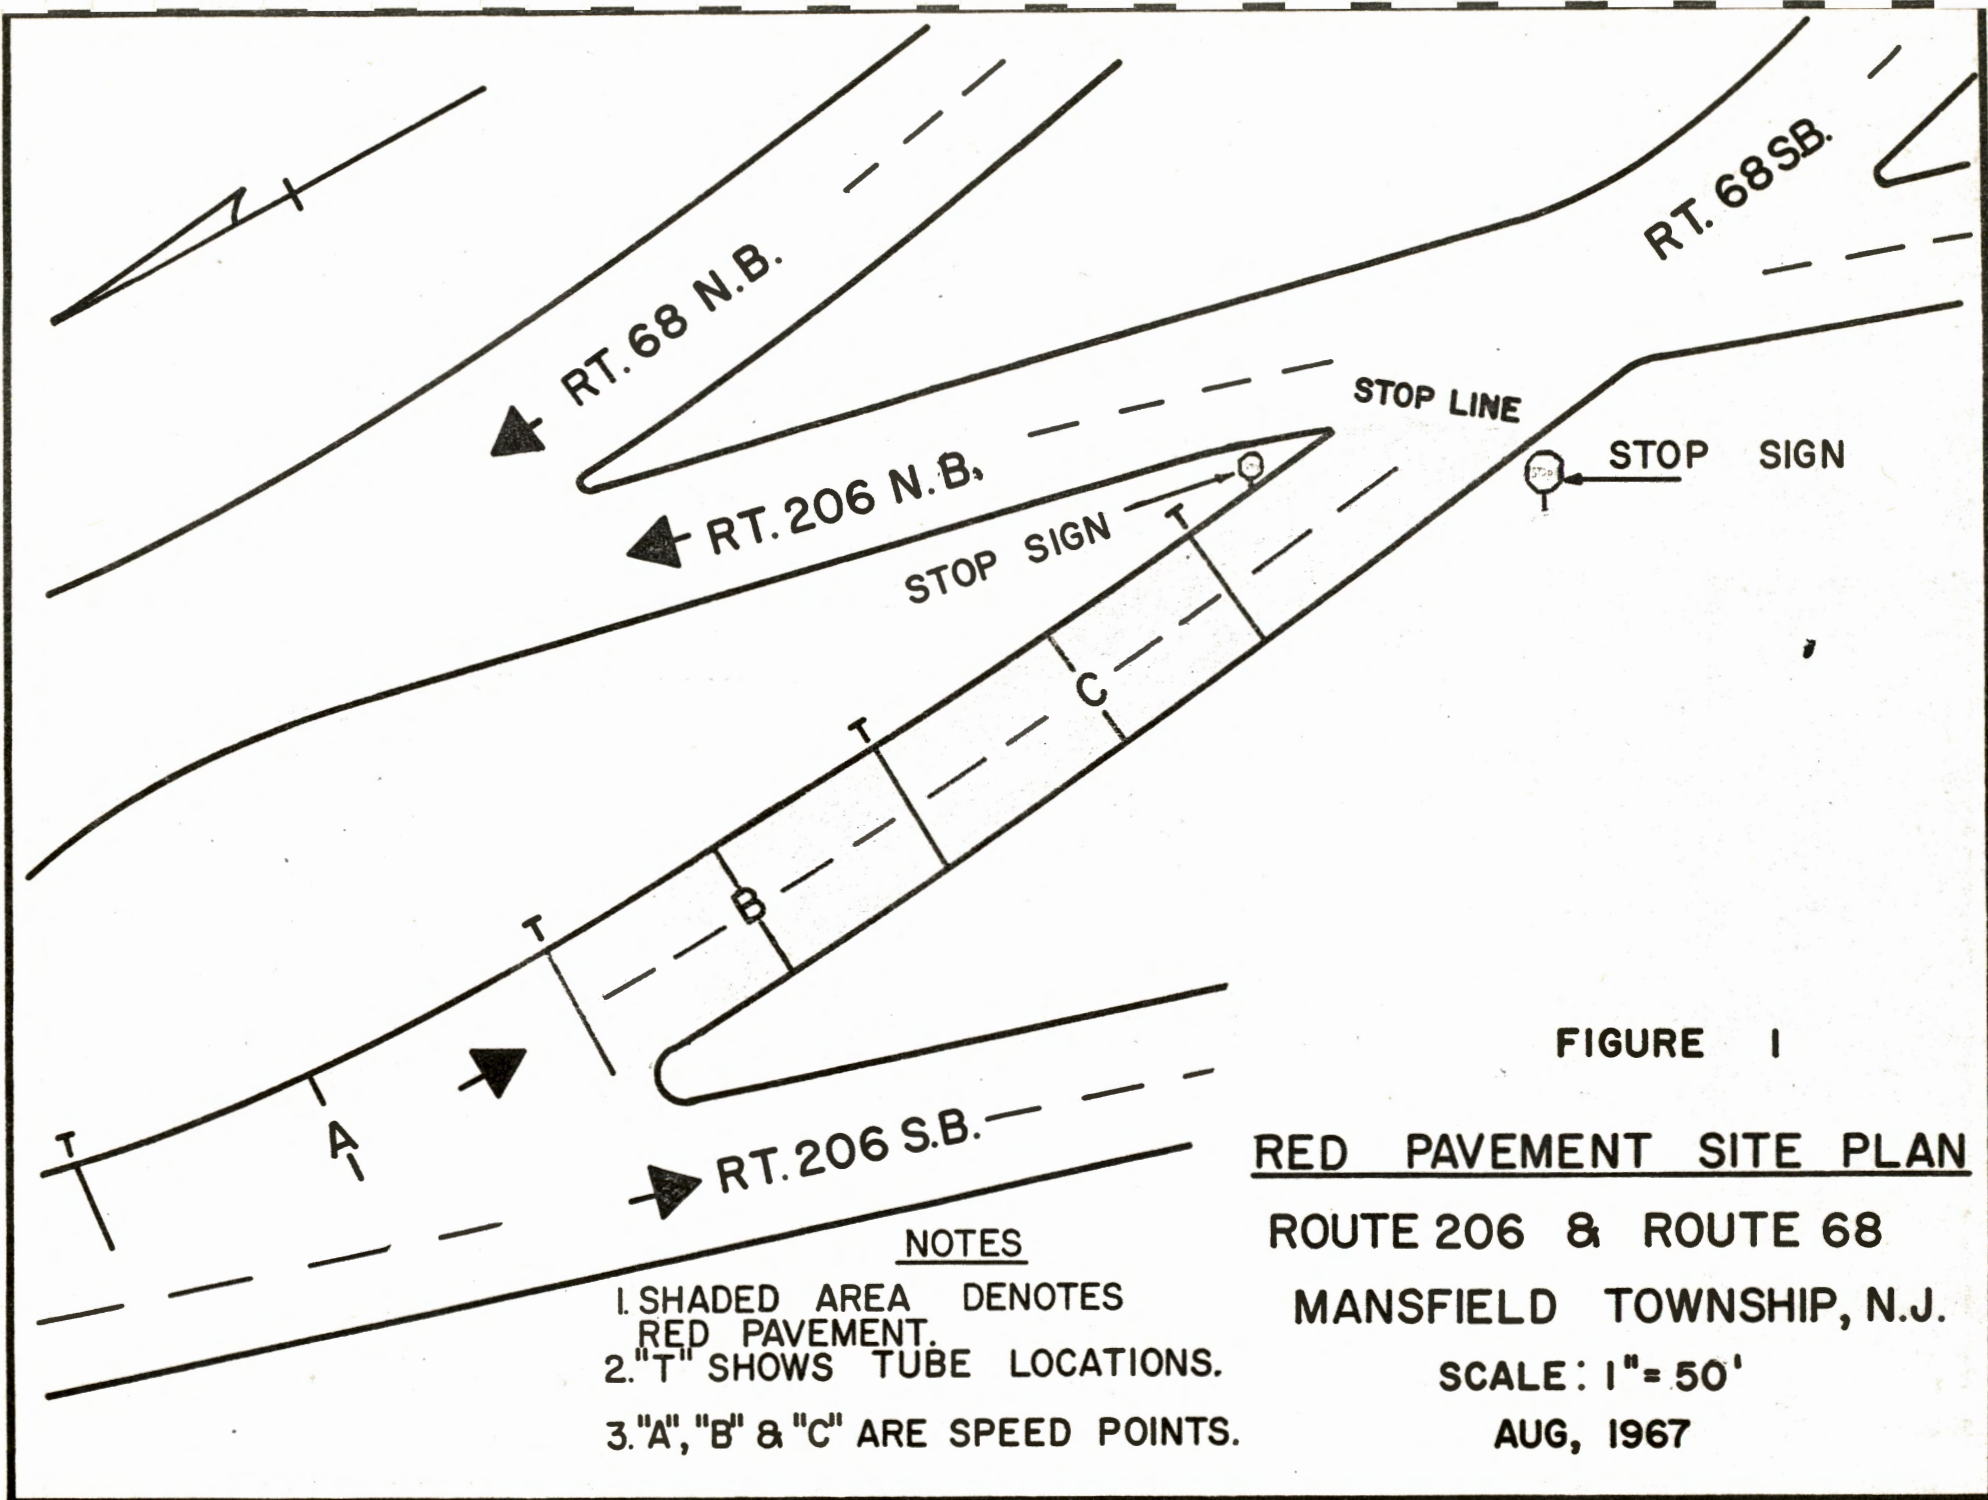 RT. 68 N.B.
RT. 68 S.B.
RT. 206 N.B.
STOP LINE
STOP SIGN
STOP SIGN
STOP
T
T
T
T
C
B
A
RT. 206 S.B.
FIGURE 1
RED PAVEMENT SITE PLAN
ROUTE 206 & ROUTE 68
MANSFIELD TOWNSHIP, N.J.
SCALE: 1"= 50'
AUG, 1967
NOTES
1. SHADED AREA DENOTES
RED PAVEMENT.
2. "T" SHOWS TUBE LOCATIONS.
3. "A", "B" & "C" ARE SPEED POINTS.